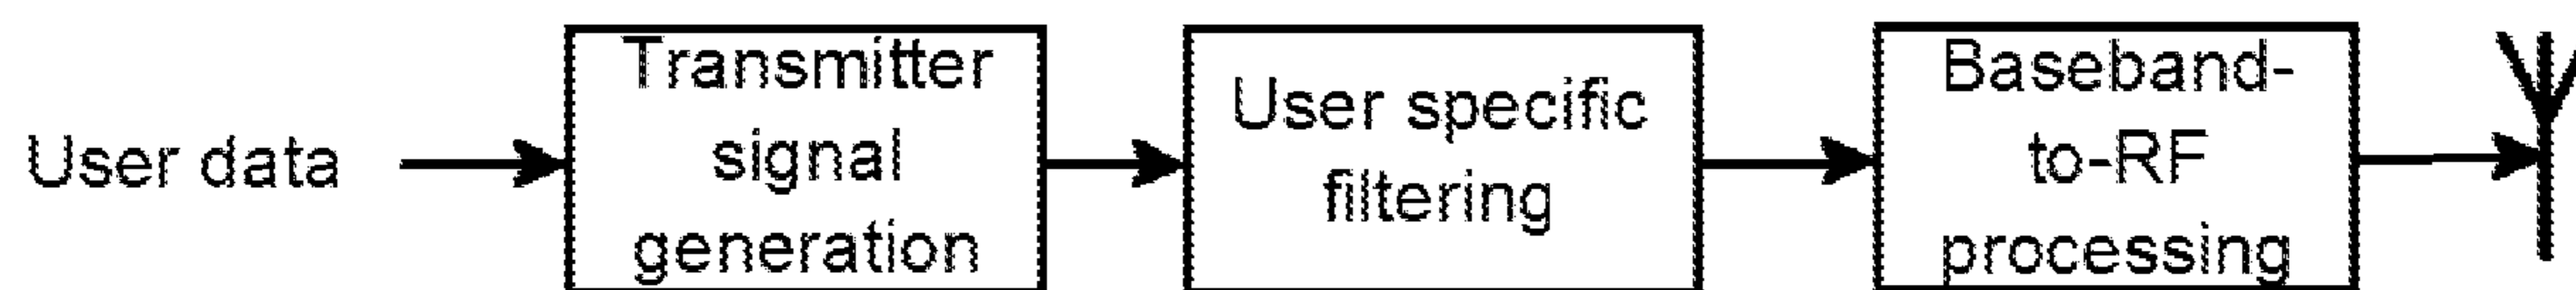 User data
Transmitter
signal
generation
User specific
filtering
Baseband-
to-RF
processing